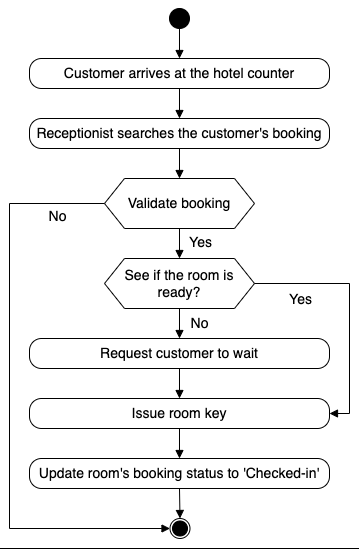 Customer arrives at the hotel counter
Receptionist searches the customer's booking
Validate booking
No
Yes
See if the room is
ready?
Yes
No
Request customer to wait
Issue room key
Update room's booking status to 'Checked-in'